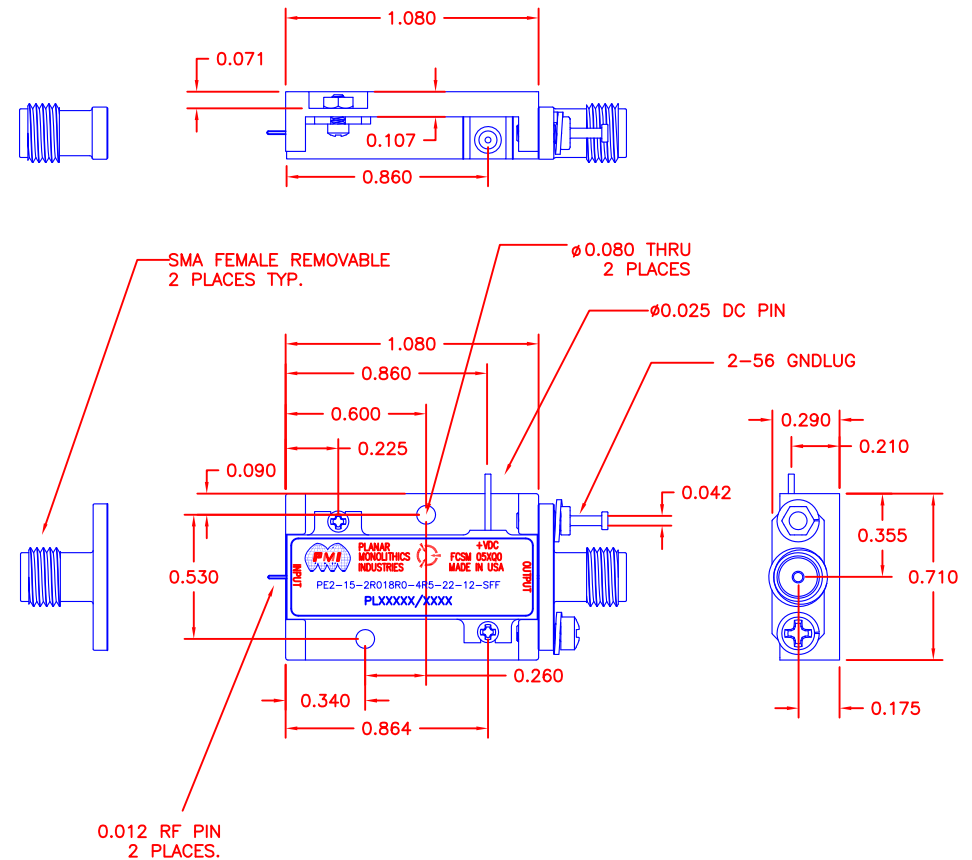 1.080
0.071
0.107
0.860
SMA FEMALE REMOVABLE
2 PLACES TYP.
ø0.080 THRU
2 PLACES
ø0.025 DC PIN
2-56 GNDLUG
1.080
0.860
0.600
0.225
0.090
0.530
0.042
0.290
0.210
0.355
0.710
0.175
PMI
PLANAR
MONOLITHICS
INDUSTRIES
+VDC
FCSM 05XQ0
MADE IN USA
INPUT
OUTPUT
PE2-15-2R018R0-4R5-22-12-SFF
PLXXXXX/XXXX
0.260
0.340
0.864
0.012 RF PIN
2 PLACES.